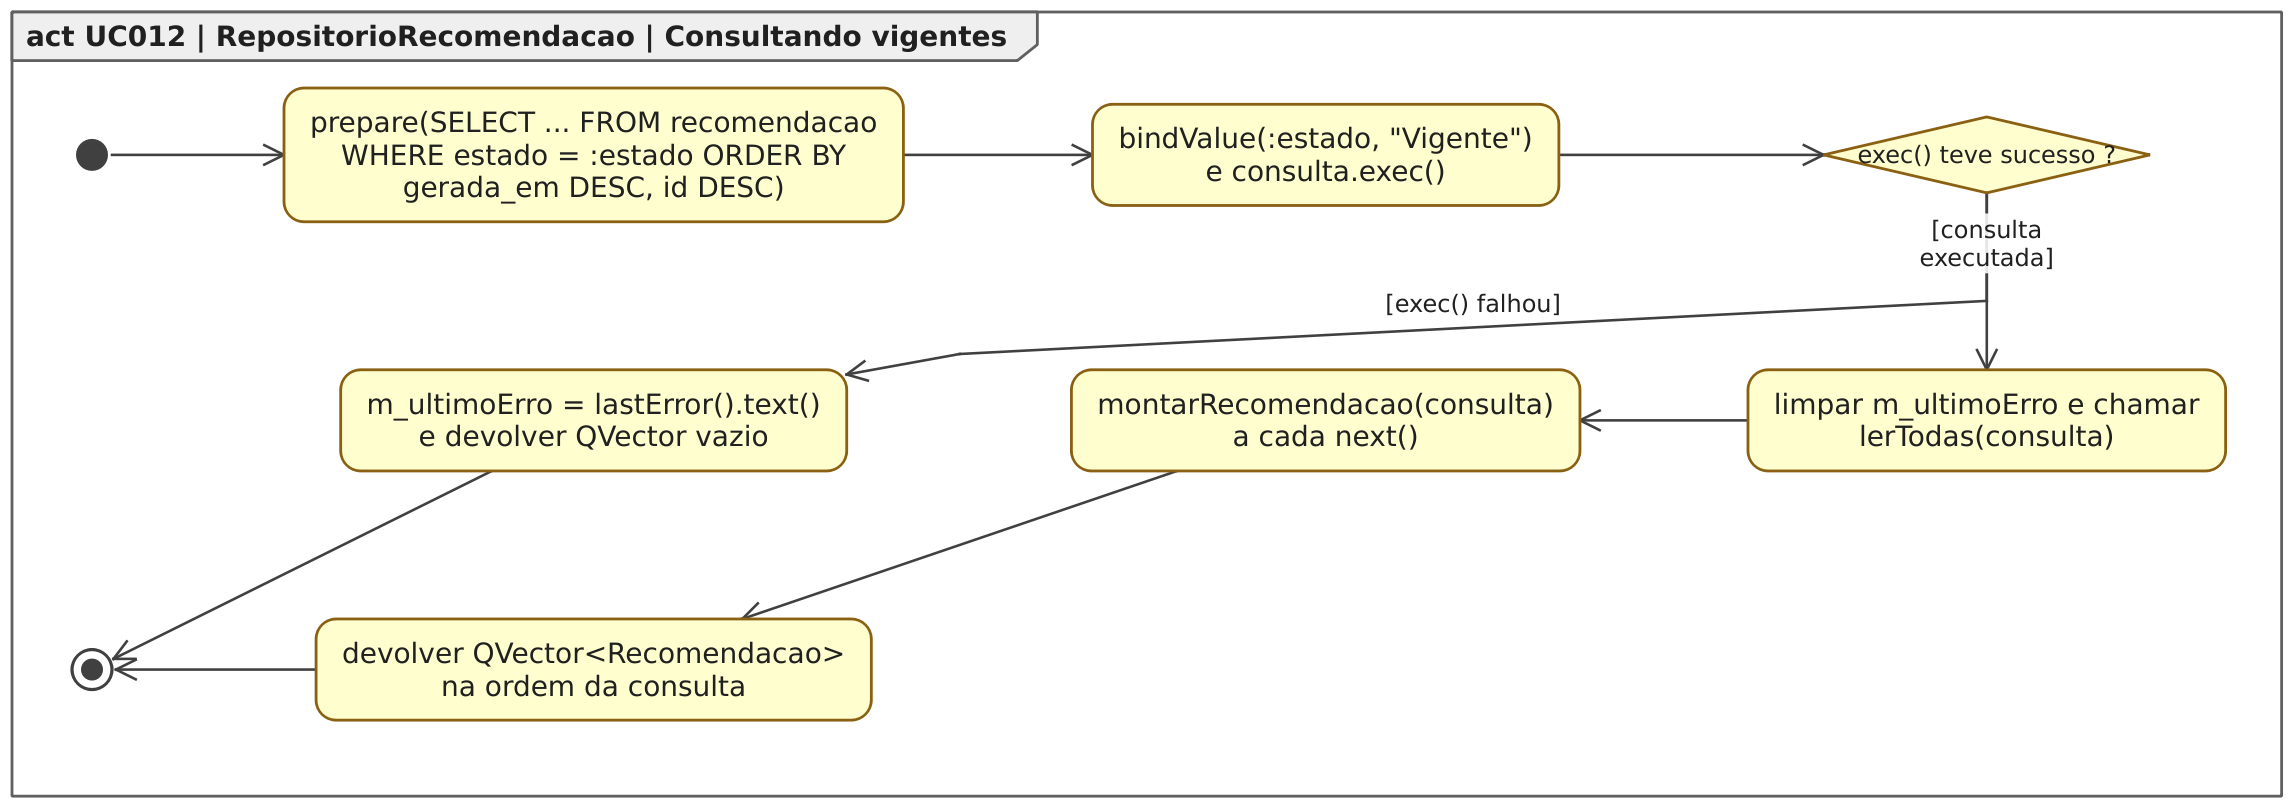 act UC012 | RepositorioRecomendacao | Consultando vigentes
prepare(SELECT ... FROM recomendacao
WHERE estado = :estado ORDER BY
gerada_em DESC, id DESC)
bindValue(:estado, "Vigente")
e consulta.exec()
exec() teve sucesso ?
[consulta
executada]
[exec() falhou]
m_ultimoErro = lastError().text()
e devolver QVector vazio
montarRecomendacao(consulta)
a cada next()
limpar m_ultimoErro e chamar
lerTodas(consulta)
devolver QVector<Recomendacao>
na ordem da consulta